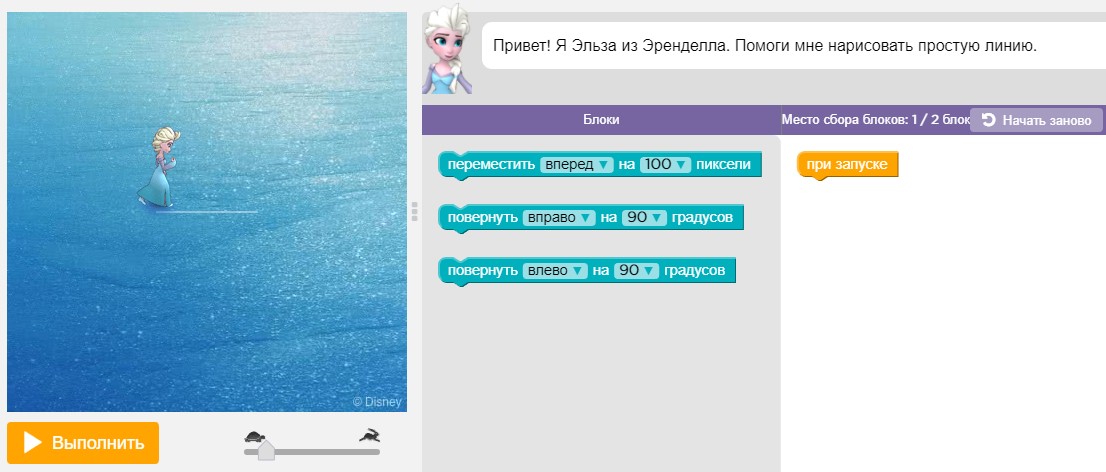 Привет! Я Эльза из Эренделла. Помоги мне нарисовать простую линию.
Блоки
Место сбора блоков: 1 / 2 блок
Начать заново
переместить вперед ▼ на 100 ▼ пиксели
при запуске
повернуть вправо ▼ на 90 ▼ градусов
повернуть влево ▼ на 90 ▼ градусов
© Disney
Выполнить